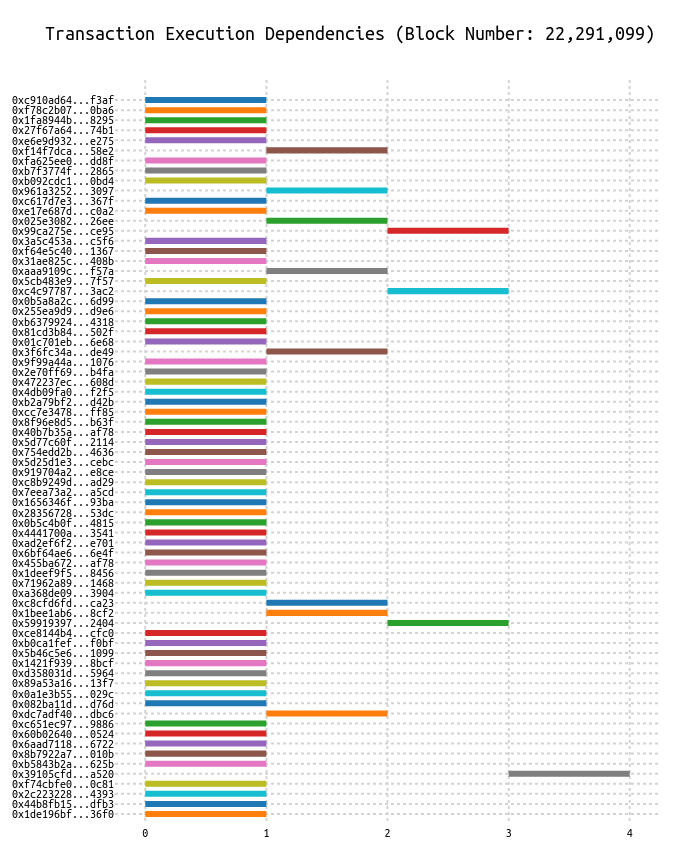 Transaction Execution Dependencies (Block Number: 22,291,099)
0xc910ad64...f3af
0xf78c2b07...0ba6
0x1fa8944b...8295
0x27f67a64...74b1
0xe6e9d932...e275
0xf14f7dca...58e2
0xfa625ee0...dd8f
0xb7f3774f...2865
0xb092cdc1...0bd4
0x961a3252...3097
0xc617d7e3...367f
0xe17e687d...c0a2
0x025e3082...26ee
0x99ca275e...ce95
0x3a5c453a...c5f6
0xf64e5c40...1367
0x31ae825c...408b
0xaaa9109c...f57a
0x5cb483e9...7f57
0xc4c97787...3ac2
0x0b5a8a2c...6d99
0x255ea9d9...d9e6
0xb6379924...4318
0x81cd3b84...502f
0x01c701eb...6e68
0x3f6fc34a...de49
0x9f99a44a...1076
0x2e70ff69...b4fa
0x472237ec...608d
0x4db09fa0...f2f5
0xb2a79bf2...d42b
0xcc7e3478...ff85
0x8f96e8d5...b63f
0x40b7b35a...af78
0x5d77c60f...2114
0x754edd2b...4636
0x5d25d1e3...cebc
0x919704a2...e8ce
0xc8b9249d...ad29
0x7eea73a2...a5cd
0x1656346f...93ba
0x28356728...53dc
0x0b5c4b0f...4815
0x4441700a...3541
0xad2ef6f2...e701
0x6bf64ae6...6e4f
0x455ba672...af78
0x1deef9f5...8456
0x71962a89...1468
0xa368de09...3904
0xc8cfd6fd...ca23
0x1bee1ab6...8cf2
0x59919397...2404
0xce8144b4...cfc0
0xb0ca1fef...f0bf
0x5b46c5e6...1099
0x1421f939...8bcf
0xd358031d...5964
0x89a53a16...13f7
0x0a1e3b55...029c
0x082ba11d...d76d
0xdc7adf40...dbc6
0xc651ec97...9886
0x60b02640...0524
0x6aad7118...6722
0x8b7922a7...010b
0xb5843b2a...625b
0x39105cfd...a520
0xf74cbfe0...0c81
0x2c223228...4393
0x44b8fb15...dfb3
0x1de196bf...36f0
0 1 2 3 4